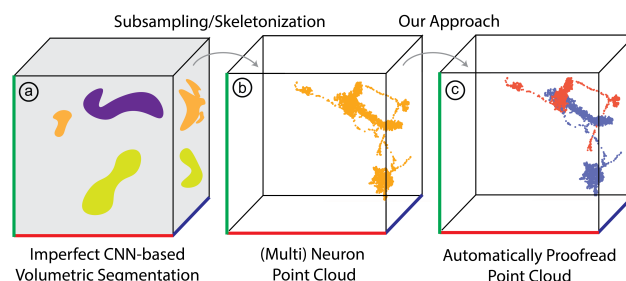 Subsampling/Skeletonization
Our Approach
a
b
c
Imperfect CNN-based
Volumetric Segmentation
(Multi) Neuron
Point Cloud
Automatically Proofread
Point Cloud